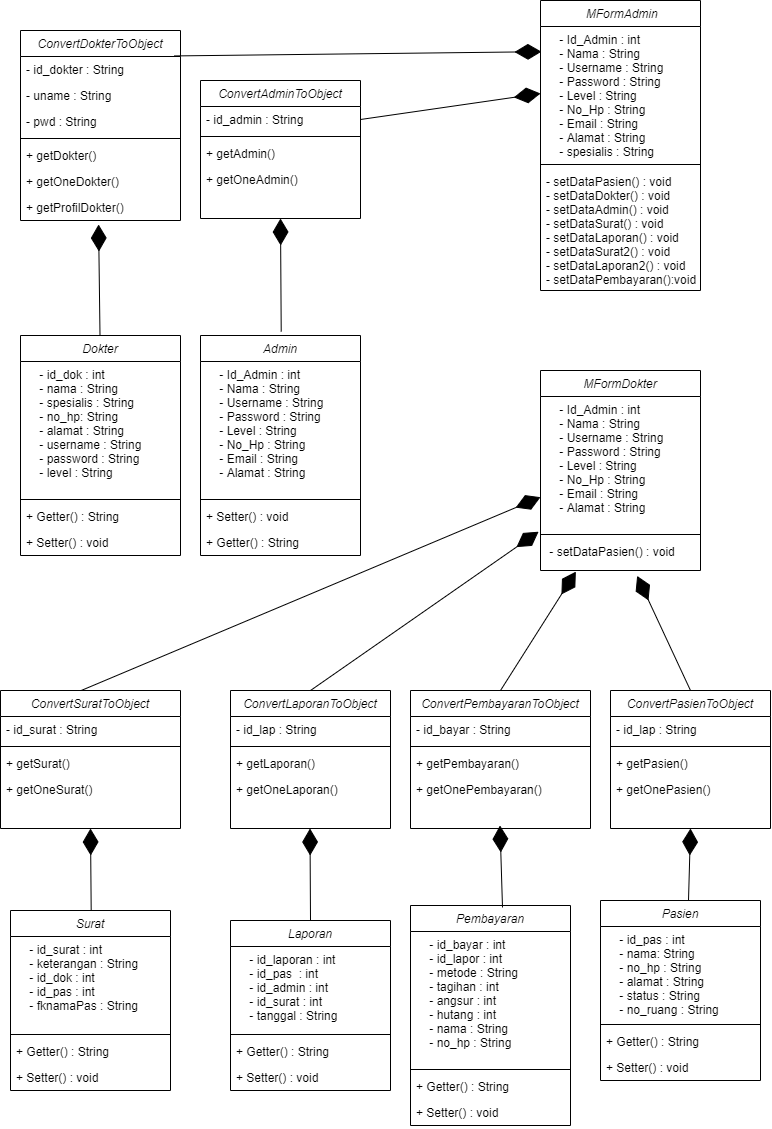 ConvertDokterToObject
- id_dokter : String
- uname : String
- pwd : String
+ getDokter()
+ getOneDokter()
+ getProfilDokter()
ConvertAdminToObject
- id_admin : String
+ getAdmin()
+ getOneAdmin()
MFormAdmin
- Id_Admin : int
- Nama : String
- Username : String
- Password : String
- Level : String
- No_Hp : String
- Email : String
- Alamat : String
- spesialis : String
- setDataPasien() : void
- setDataDokter() : void
- setDataAdmin() : void
- setDataSurat() : void
- setDataLaporan() : void
- setDataSurat2() : void
- setDataLaporan2() : void
- setDataPembayaran():void
Dokter
- id_dok : int
- nama : String
- spesialis : String
- no_hp: String
- alamat : String
- username : String
- password : String
- level : String
+ Getter() : String
+ Setter() : void
Admin
- Id_Admin : int
- Nama : String
- Username : String
- Password : String
- Level : String
- No_Hp : String
- Email : String
- Alamat : String
+ Setter() : void
+ Getter() : String
MFormDokter
- Id_Admin : int
- Nama : String
- Username : String
- Password : String
- Level : String
- No_Hp : String
- Email : String
- Alamat : String
- setDataPasien() : void
ConvertSuratToObject
- id_surat : String
+ getSurat()
+ getOneSurat()
ConvertLaporanToObject
- id_lap : String
+ getLaporan()
+ getOneLaporan()
ConvertPembayaranToObject
- id_bayar : String
+ getPembayaran()
+ getOnePembayaran()
ConvertPasienToObject
- id_lap : String
+ getPasien()
+ getOnePasien()
Surat
- id_surat : int
- keterangan : String
- id_dok : int
- id_pas : int
- fknamaPas : String
+ Getter() : String
+ Setter() : void
Laporan
- id_laporan : int
- id_pas  : int
- id_admin : int
- id_surat : int
- tanggal : String
+ Getter() : String
+ Setter() : void
Pembayaran
- id_bayar : int
- id_lapor : int
- metode : String
- tagihan : int
- angsur : int
- hutang : int
- nama : String
- no_hp : String
+ Getter() : String
+ Setter() : void
Pasien
- id_pas : int
- nama: String
- no_hp : String
- alamat : String
- status : String
- no_ruang : String
+ Getter() : String
+ Setter() : void